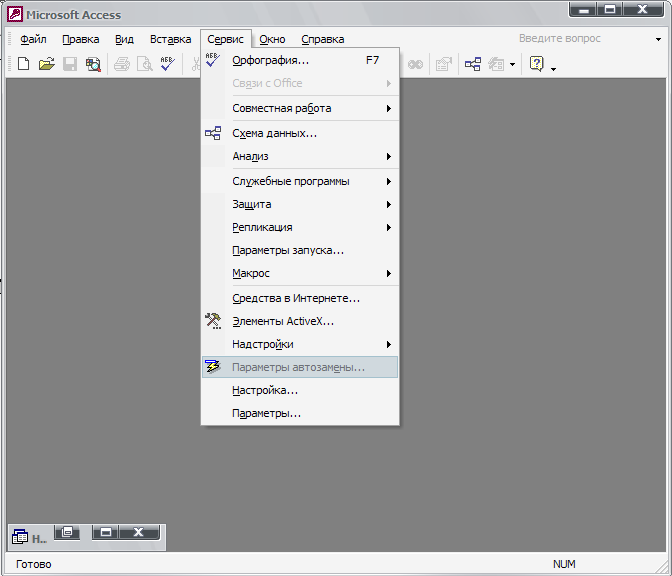 Microsoft Access
Файл Правка Вид Вставка Сервис Окно Справка Введите вопрос
Орфография... F7
Связи с Office
Совместная работа
Схема данных...
Анализ
Служебные программы
Защита
Репликация
Параметры запуска...
Макрос
Средства в Интернете...
Элементы ActiveX...
Надстройки
Параметры автозамены...
Настройка...
Параметры...
Н..
Готово NUM